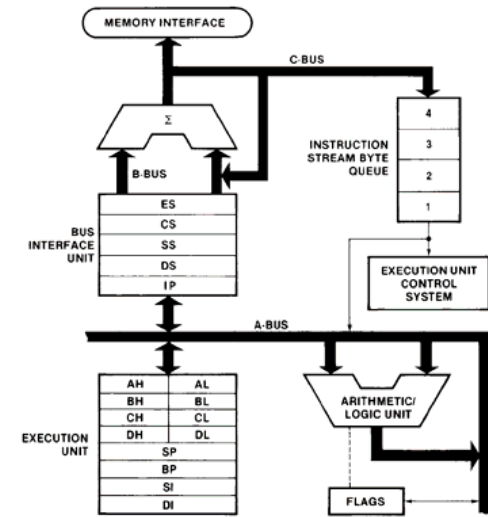 MEMORY INTERFACE
C-BUS
Σ
B-BUS
4
3
2
1
INSTRUCTION
STREAM BYTE
QUEUE
BUS
INTERFACE
UNIT
ES
CS
SS
DS
IP
EXECUTION UNIT
CONTROL
SYSTEM
A-BUS
EXECUTION
UNIT
AH AL
BH BL
CH CL
DH DL
SP
BP
SI
DI
ARITHMETIC/
LOGIC UNIT
FLAGS